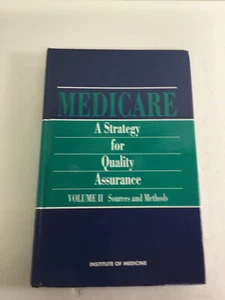 MEDICARE
A Strategy
for
Quality
Assurance
VOLUME II Sources and Methods
INSTITUTE OF MEDICINE